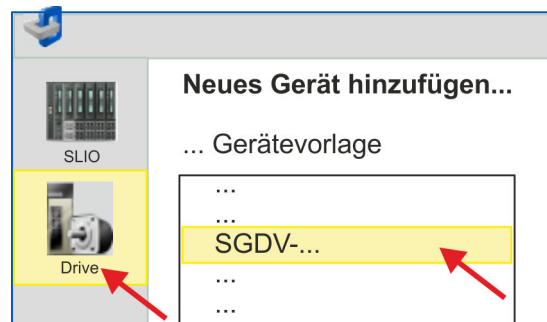 Neues Gerät hinzufügen...
SLIO
... Gerätevorlage
...
...
SGDV-...
Drive
...
...